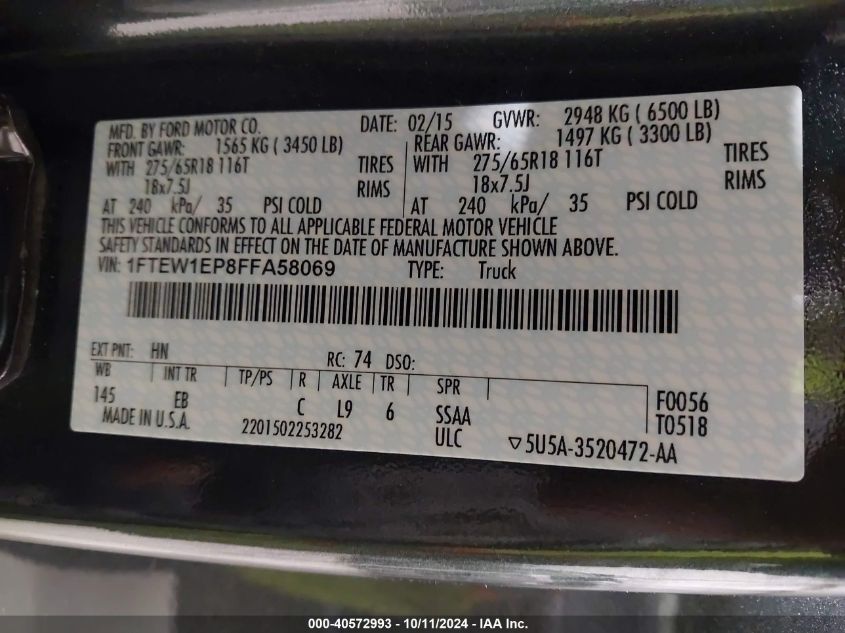 MFD. BY FORD MOTOR CO. DATE: 02/15 GVWR: 2948 KG ( 6500 LB)
FRONT GAWR: 1565 KG ( 3450 LB) REAR GAWR: 1497 KG ( 3300 LB)
WITH 275/65R18 116T TIRES WITH 275/65R18 116T TIRES
18x7.5J RIMS 18x7.5J RIMS
AT 240 kPa/ 35 PSI COLD AT 240 kPa/ 35 PSI COLD
THIS VEHICLE CONFORMS TO ALL APPLICABLE FEDERAL MOTOR VEHICLE
SAFETY STANDARDS IN EFFECT ON THE DATE OF MANUFACTURE SHOWN ABOVE.
VIN: 1FTEW1EP8FFA58069 TYPE: Truck
EXT PNT: HN RC: 74 DSO:
WB INT TR TP/PS R AXLE TR SPR
145 EB C L9 6 SSAA F0056
MADE IN U.S.A. 2201502253282 ULC T0518
▽5U5A-3520472-AA
000-40572993 - 10/11/2024 - IAA Inc.